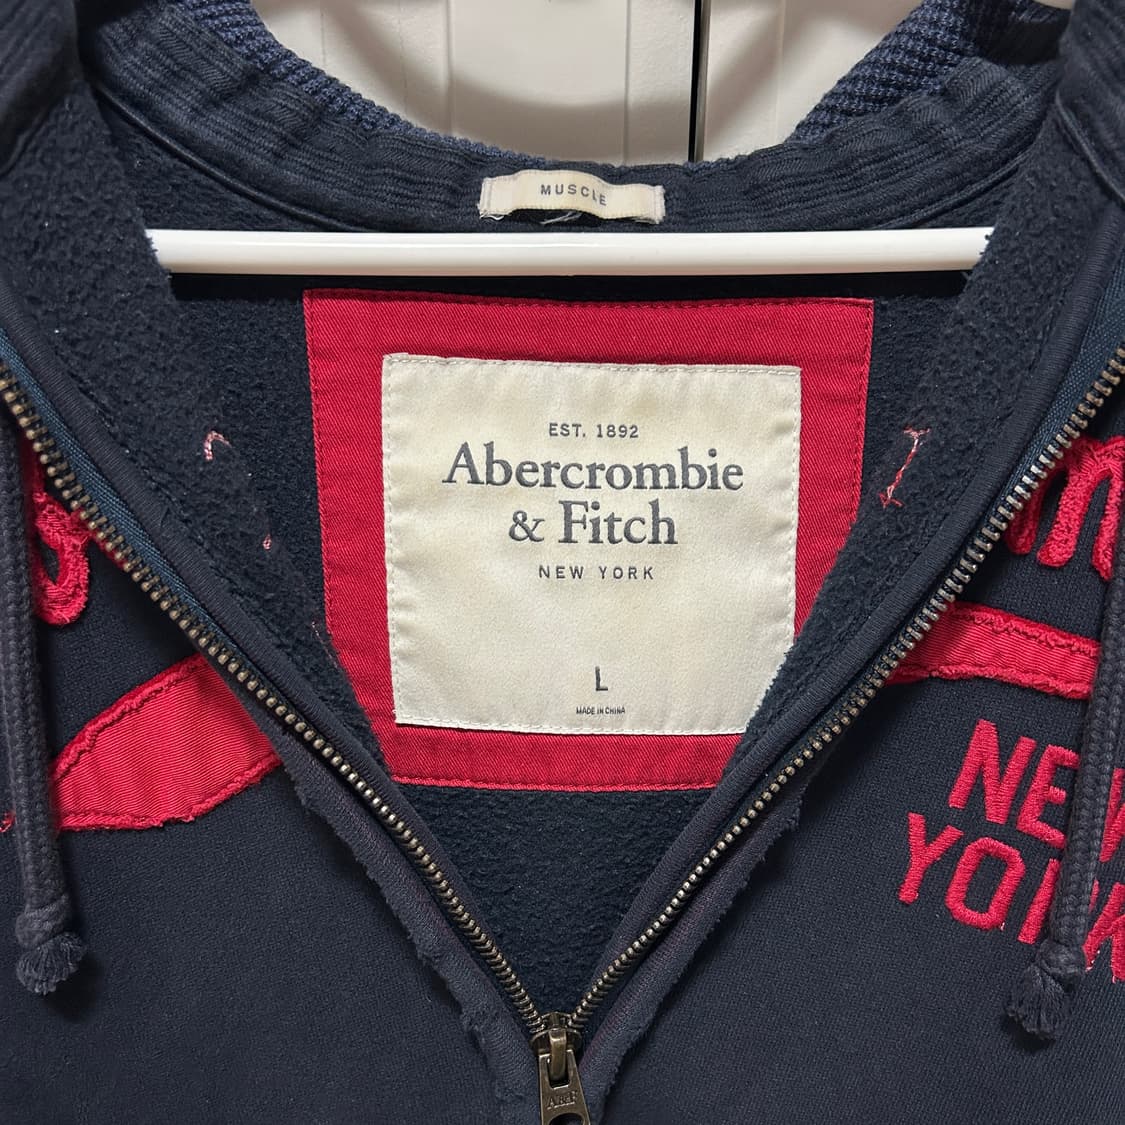 MUSCLE
EST. 1892
Abercrombie
& Fitch
NEW YORK
L
MADE IN CHINA
NEW
YORK
A&F